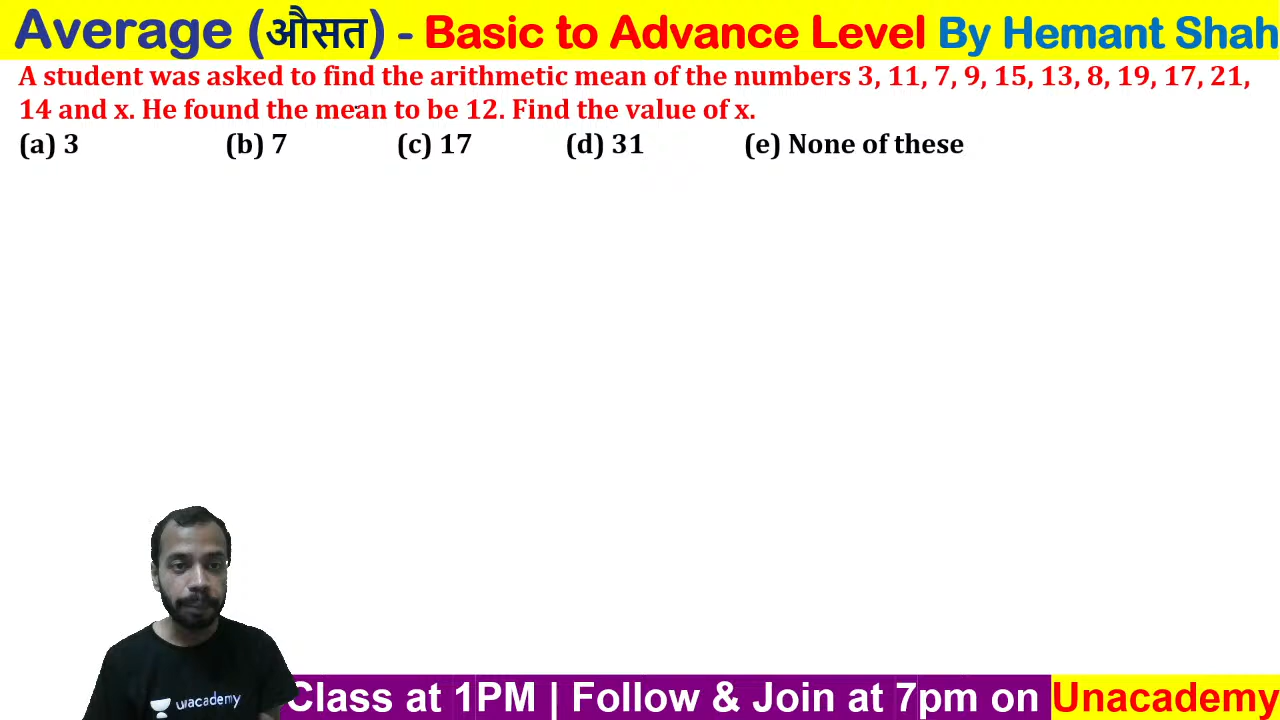 Average (औसत) - Basic to Advance Level By Hemant Shah
A student was asked to find the arithmetic mean of the numbers 3, 11, 7, 9, 15, 13, 8, 19, 17, 21,
14 and x. He found the mean to be 12. Find the value of x.
(a) 3 (b) 7 (c) 17 (d) 31 (e) None of these
unacademy
Class at 1PM | Follow & Join at 7pm on Unacademy